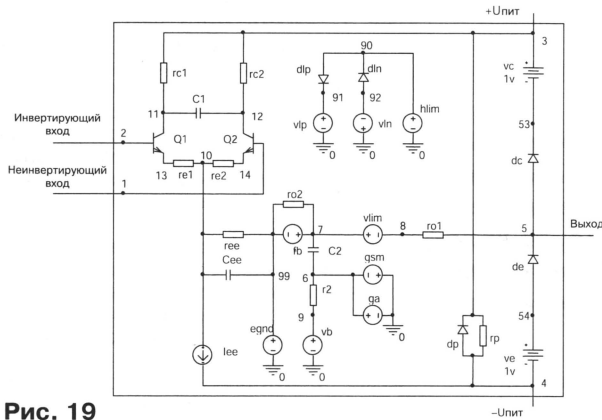 +Uпит
3
90
vc
1v
rc1
rc2
dlp
dln
hlim
11
C1
12
91
92
53
Инвертирующий
вход
2
Q1
Q2
vlp
vln
dc
10
0
0
0
Неинвертирующий
вход
1
13
re1
re2
14
ro2
vlim
Выход
ree
fb
7
8
ro1
5
C2
gsm
de
Cee
99
6
r2
ga
54
egnd
9
vb
0
dp
rp
ve
1v
Iee
0
0
4
Рис. 19
–Uпит